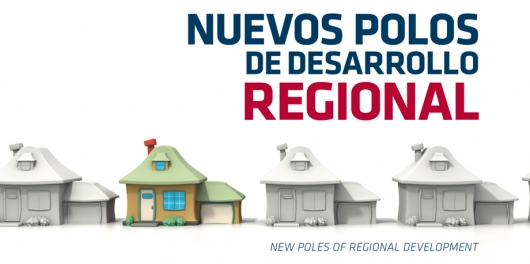 NUEVOS POLOS
DE DESARROLLO
REGIONAL
NEW POLES OF REGIONAL DEVELOPMENT